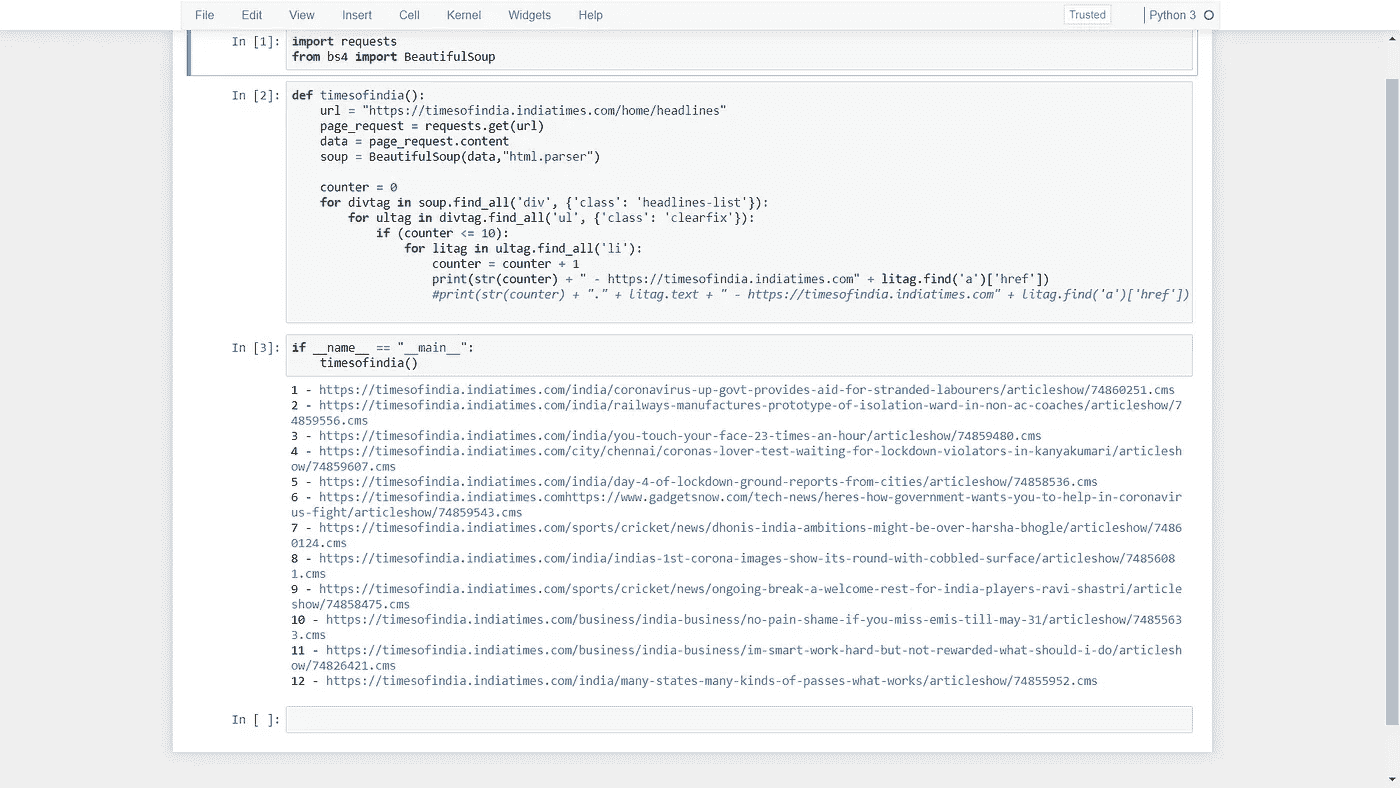 File Edit View Insert Cell Kernel Widgets Help Trusted Python 3
In [1]: import requests
from bs4 import BeautifulSoup
In [2]: def timesofindia():
    url = "https://timesofindia.indiatimes.com/home/headlines"
    page_request = requests.get(url)
    data = page_request.content
    soup = BeautifulSoup(data,"html.parser")
    counter = 0
    for divtag in soup.find_all('div', {'class': 'headlines-list'}):
        for ultag in divtag.find_all('ul', {'class': 'clearfix'}):
            if (counter <= 10):
                for litag in ultag.find_all('li'):
                    counter = counter + 1
                    print(str(counter) + " - https://timesofindia.indiatimes.com" + litag.find('a')['href'])
                    #print(str(counter) + "." + litag.text + " - https://timesofindia.indiatimes.com" + litag.find('a')['href'])
In [3]: if __name__ == "__main__":
    timesofindia()
1 - https://timesofindia.indiatimes.com/india/coronavirus-up-govt-provides-aid-for-stranded-labourers/articleshow/74860251.cms
2 - https://timesofindia.indiatimes.com/india/railways-manufactures-prototype-of-isolation-ward-in-non-ac-coaches/articleshow/7
4859556.cms
3 - https://timesofindia.indiatimes.com/india/you-touch-your-face-23-times-an-hour/articleshow/74859480.cms
4 - https://timesofindia.indiatimes.com/city/chennai/coronas-lover-test-waiting-for-lockdown-violators-in-kanyakumari/articlesh
ow/74859607.cms
5 - https://timesofindia.indiatimes.com/india/day-4-of-lockdown-ground-reports-from-cities/articleshow/74858536.cms
6 - https://timesofindia.indiatimes.comhttps://www.gadgetsnow.com/tech-news/heres-how-government-wants-you-to-help-in-coronavir
us-fight/articleshow/74859543.cms
7 - https://timesofindia.indiatimes.com/sports/cricket/news/dhonis-india-ambitions-might-be-over-harsha-bhogle/articleshow/7486
0124.cms
8 - https://timesofindia.indiatimes.com/india/indias-1st-corona-images-show-its-round-with-cobbled-surface/articleshow/7485608
1.cms
9 - https://timesofindia.indiatimes.com/sports/cricket/news/ongoing-break-a-welcome-rest-for-india-players-ravi-shastri/article
show/74858475.cms
10 - https://timesofindia.indiatimes.com/business/india-business/no-pain-shame-if-you-miss-emis-till-may-31/articleshow/7485563
3.cms
11 - https://timesofindia.indiatimes.com/business/india-business/im-smart-work-hard-but-not-rewarded-what-should-i-do/articlesh
ow/74826421.cms
12 - https://timesofindia.indiatimes.com/india/many-states-many-kinds-of-passes-what-works/articleshow/74855952.cms
In [ ]: